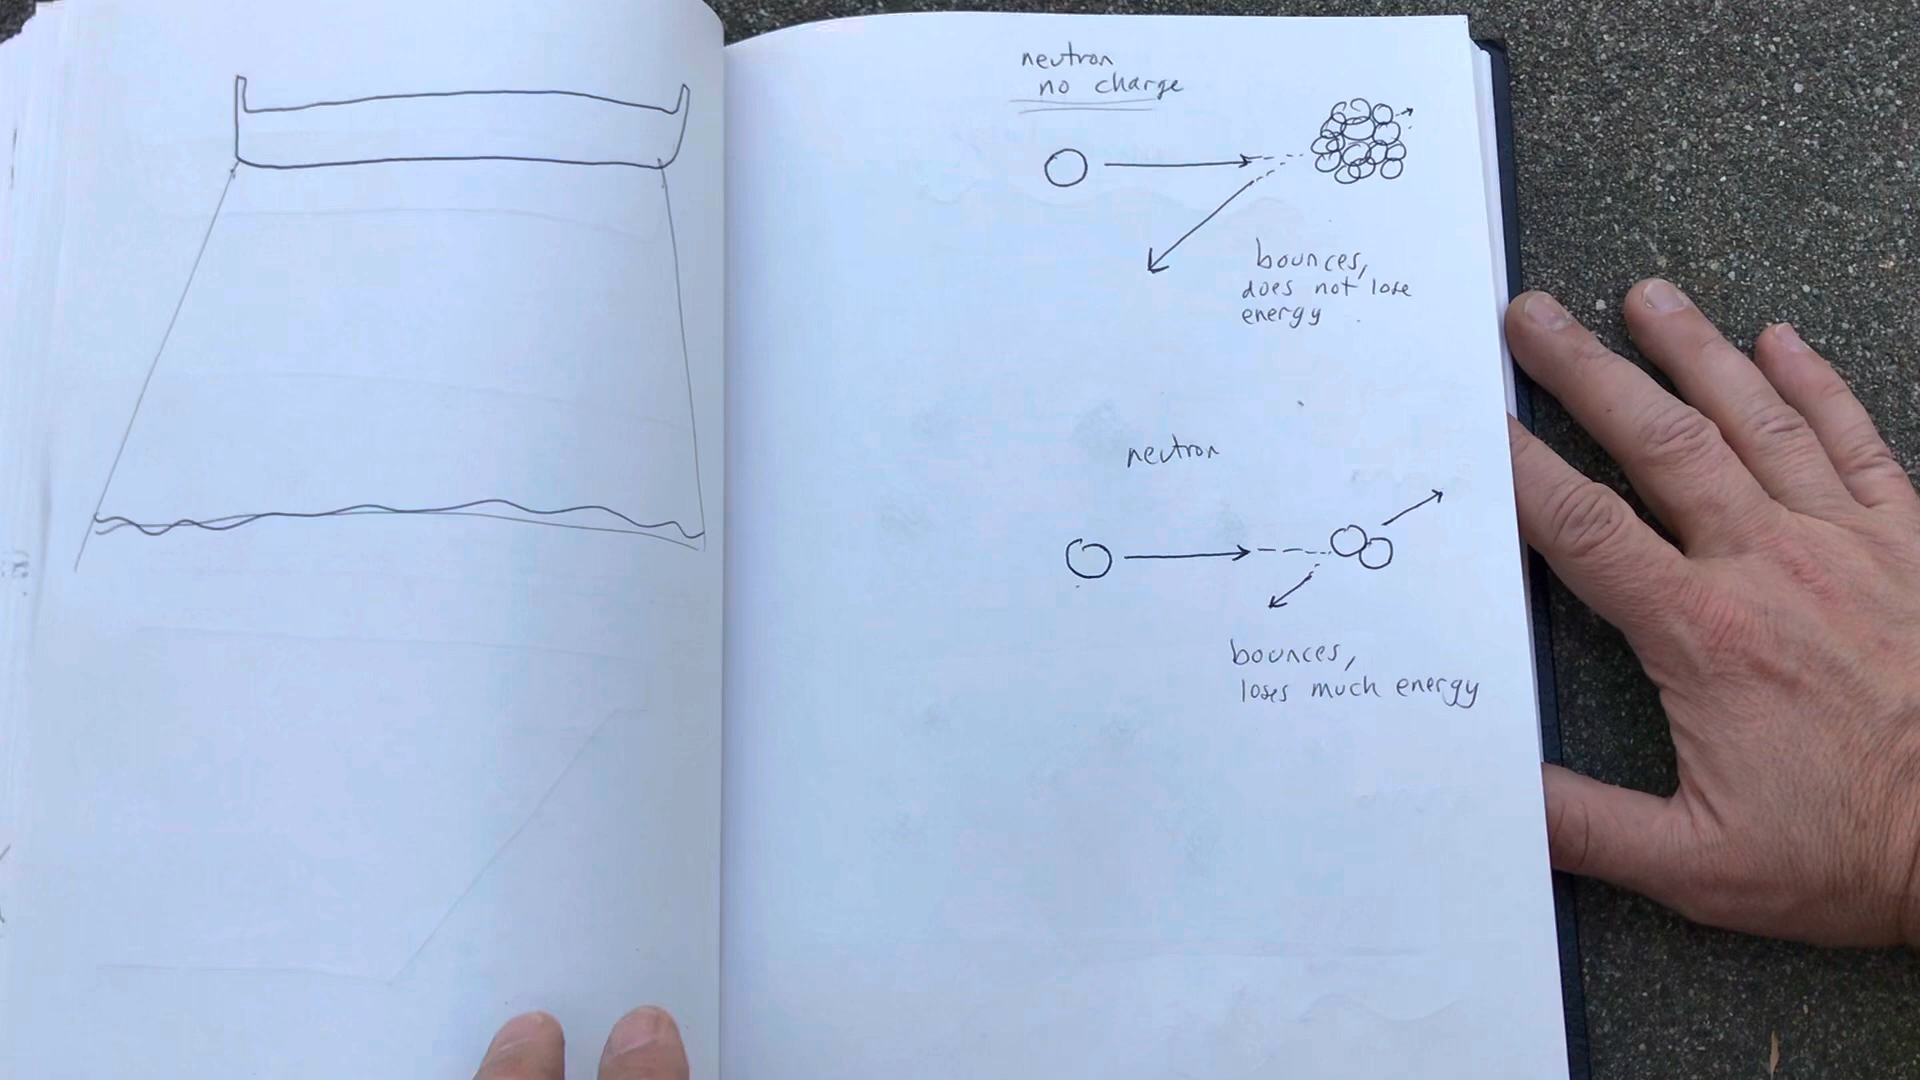 neutron
no charge
bounces,
does not lose
energy
neutron
bounces,
loses much energy